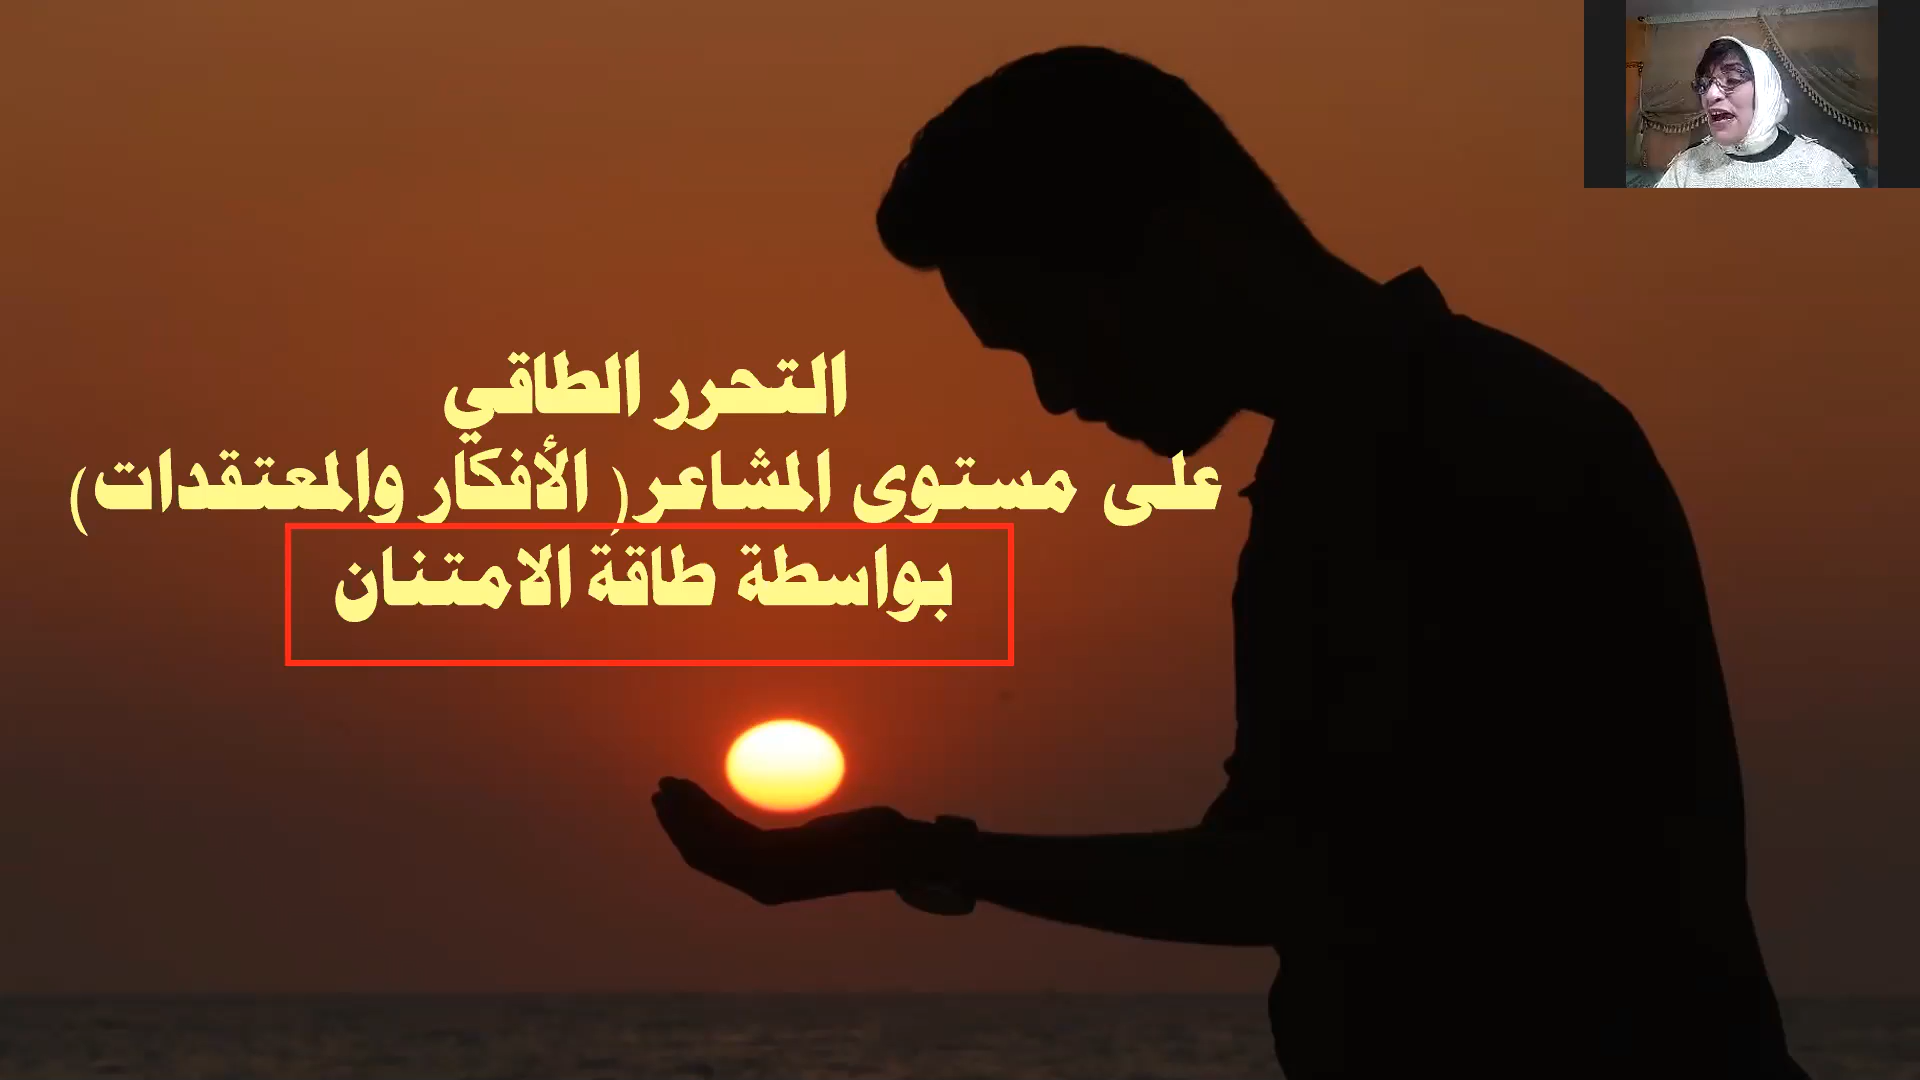 التحرر الطاقي
على مستوى المشاعر( الأفكار والمعتقدات)
بواسطة طاقة الامتنان